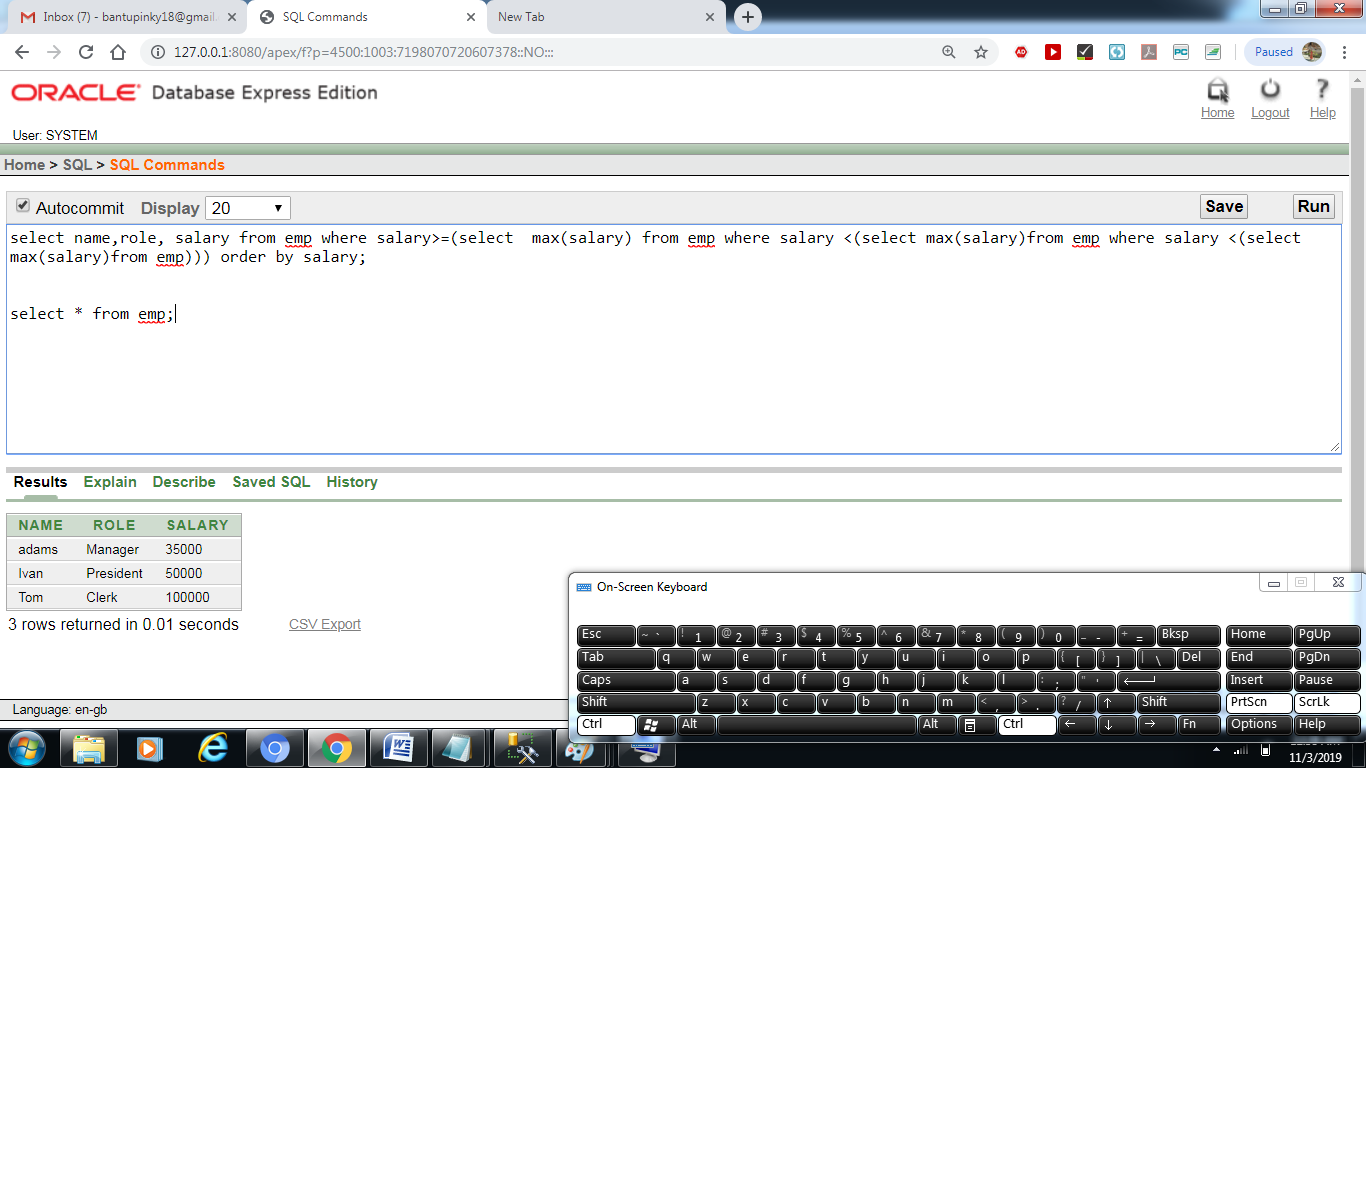 Inbox (7) - bantupinky18@gmail.
SQL Commands
New Tab
127.0.0.1:8080/apex/f?p=4500:1003:7198070720607378::NO:::
Paused
ORACLE Database Express Edition
Home Logout Help
User: SYSTEM
Home > SQL > SQL Commands
Autocommit Display 20 Save Run
select name,role, salary from emp where salary>=(select  max(salary) from emp where salary <(select max(salary)from emp where salary <(select
max(salary)from emp))) order by salary;
select * from emp;
Results Explain Describe Saved SQL History
NAME ROLE SALARY
adams Manager 35000
Ivan President 50000
Tom Clerk 100000
3 rows returned in 0.01 seconds CSV Export
Language: en-gb
On-Screen Keyboard
Esc ~ ` ! 1 @ 2 # 3 $ 4 % 5 ^ 6 & 7 * 8 ( 9 ) 0 _ - + = Bksp Home PgUp
Tab q w e r t y u i o p { [ } ] | \ Del End PgDn
Caps a s d f g h j k l : ; " ' Insert Pause
Shift z x c v b n m < , > . ? / ↑ Shift PrtScn ScrLk
Ctrl Alt Alt Ctrl ← ↓ → Fn Options Help
11/3/2019